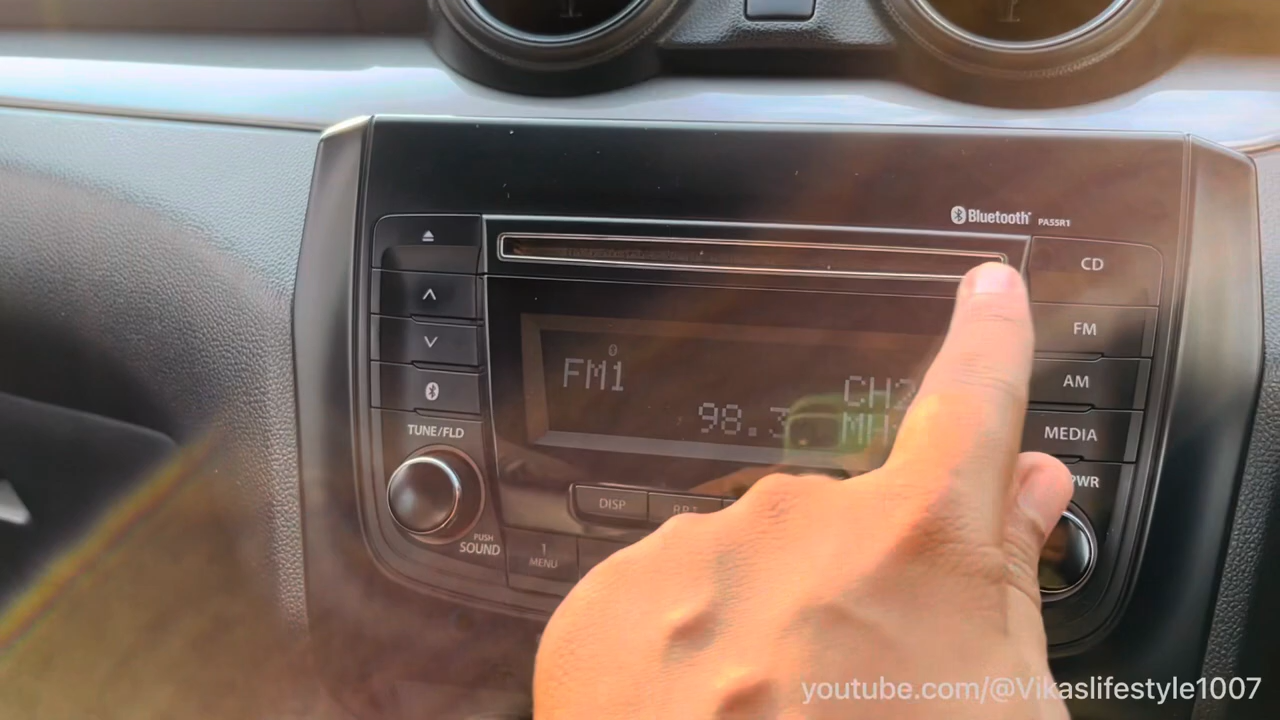 Bluetooth® PA55R1
CD
FM
AM
MEDIA
PWR
FM1
CH2
98.3
TUNE/FLD
PUSH
SOUND
DISP
RPT
1
MENU
youtube.com/@Vikaslifestyle1007